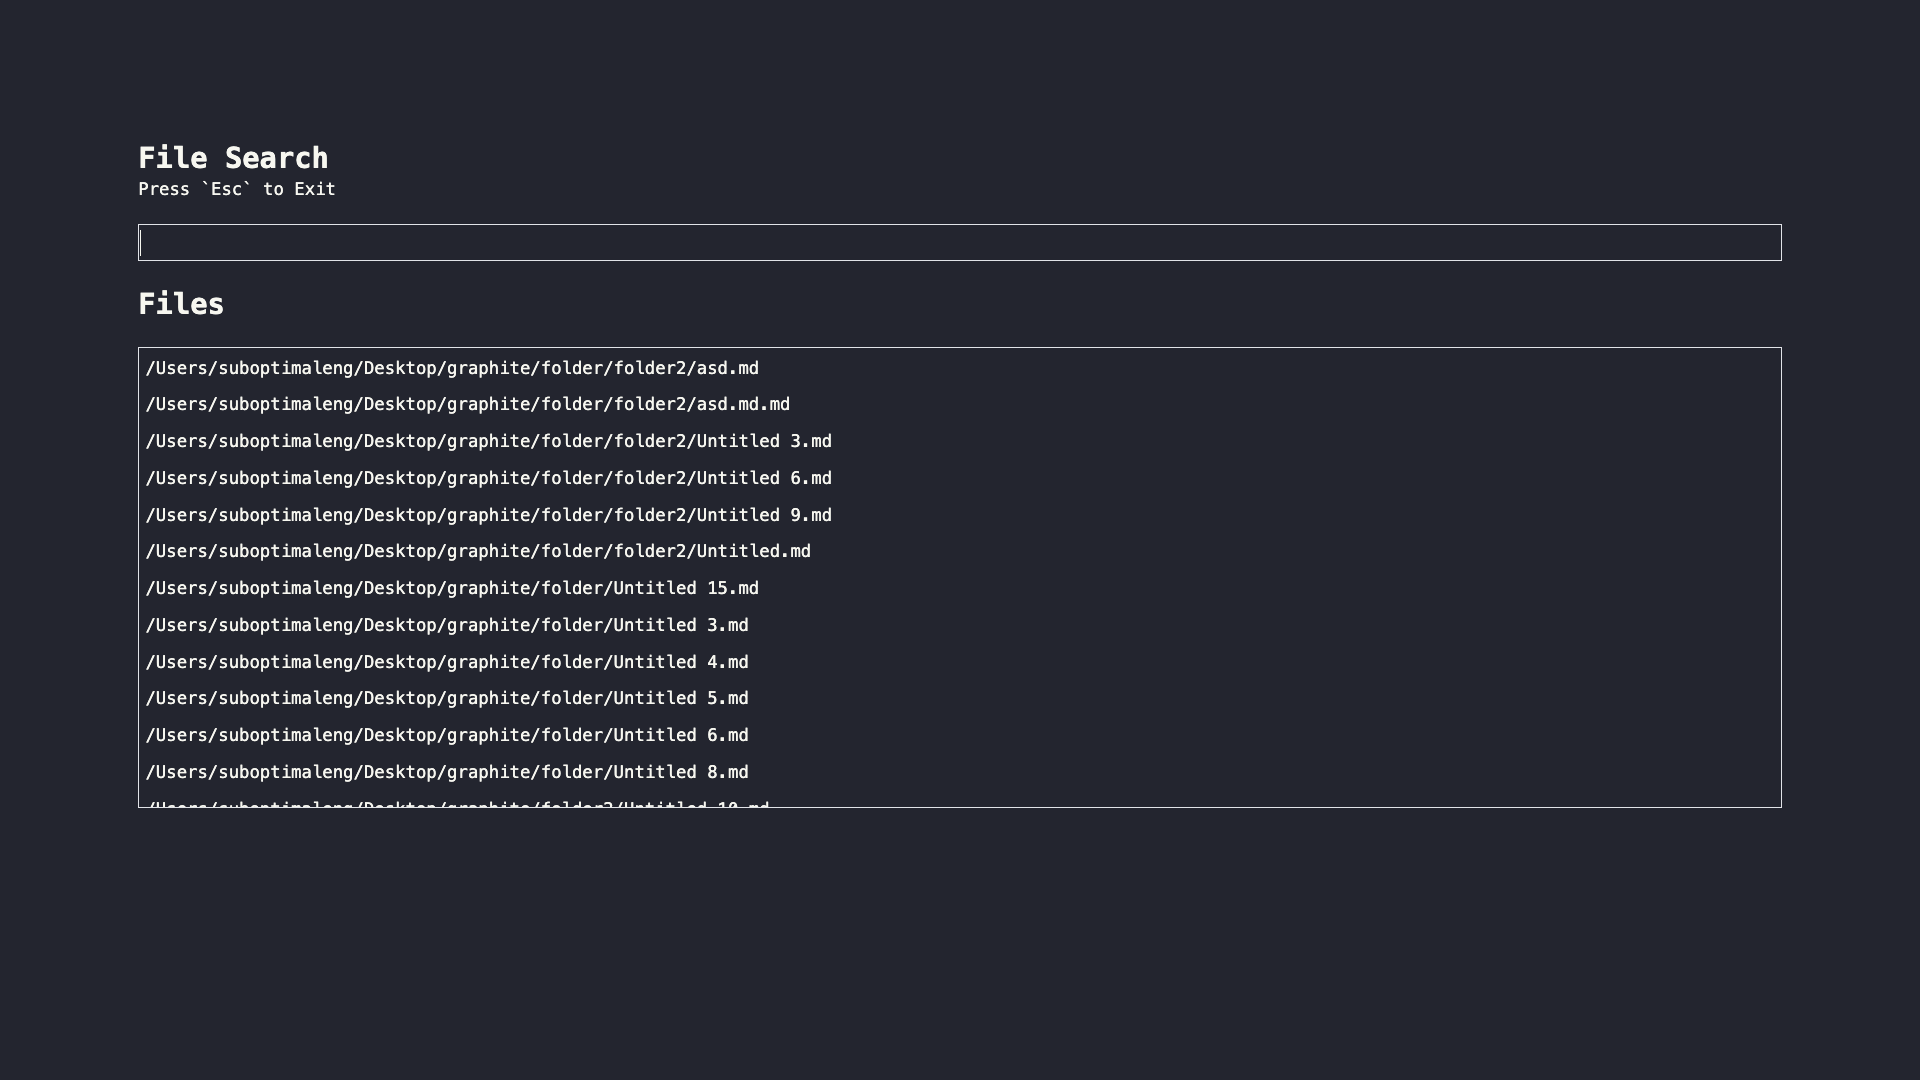 File Search
Press `Esc` to Exit
Files
/Users/suboptimaleng/Desktop/graphite/folder/folder2/asd.md
/Users/suboptimaleng/Desktop/graphite/folder/folder2/asd.md.md
/Users/suboptimaleng/Desktop/graphite/folder/folder2/Untitled 3.md
/Users/suboptimaleng/Desktop/graphite/folder/folder2/Untitled 6.md
/Users/suboptimaleng/Desktop/graphite/folder/folder2/Untitled 9.md
/Users/suboptimaleng/Desktop/graphite/folder/folder2/Untitled.md
/Users/suboptimaleng/Desktop/graphite/folder/Untitled 15.md
/Users/suboptimaleng/Desktop/graphite/folder/Untitled 3.md
/Users/suboptimaleng/Desktop/graphite/folder/Untitled 4.md
/Users/suboptimaleng/Desktop/graphite/folder/Untitled 5.md
/Users/suboptimaleng/Desktop/graphite/folder/Untitled 6.md
/Users/suboptimaleng/Desktop/graphite/folder/Untitled 8.md